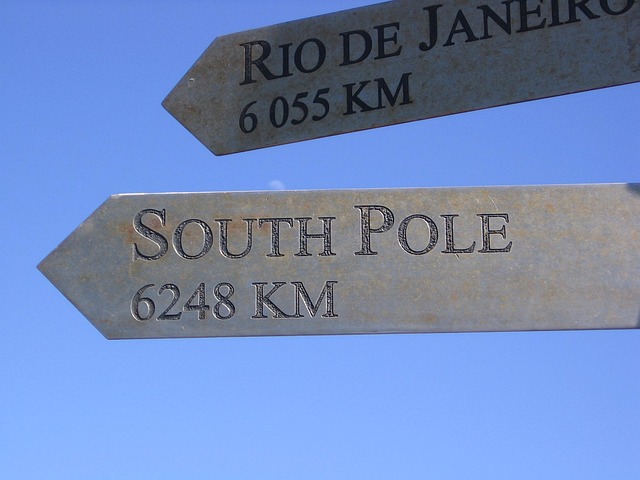 RIO DE JANEIRO
6 055 KM
SOUTH POLE
6248 KM